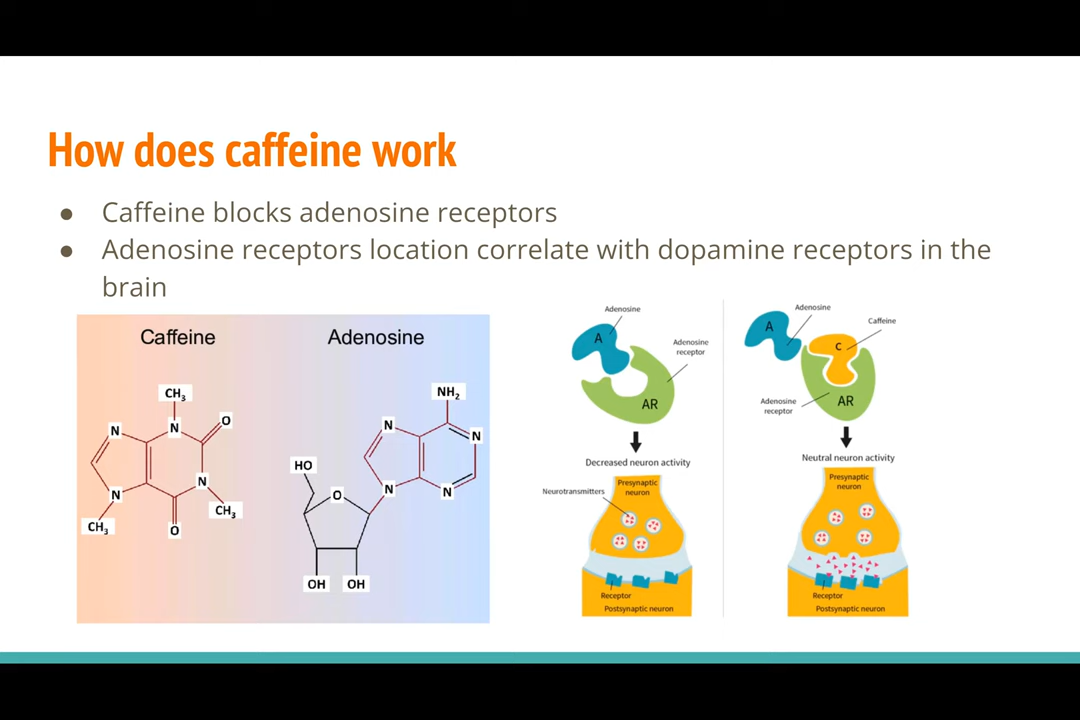 How does caffeine work
● Caffeine blocks adenosine receptors
● Adenosine receptors location correlate with dopamine receptors in the
brain
Caffeine
Adenosine
CH₃
N
O
N
N
N
CH₃
CH₃
O
NH₂
N
N
HO
O
N
N
OH
OH
Adenosine
A
Adenosine
receptor
AR
Decreased neuron activity
Presynaptic
neuron
Neurotransmitters
Receptor
Postsynaptic neuron
Adenosine
A
Caffeine
C
Adenosine
receptor
AR
Neutral neuron activity
Presynaptic
neuron
Receptor
Postsynaptic neuron